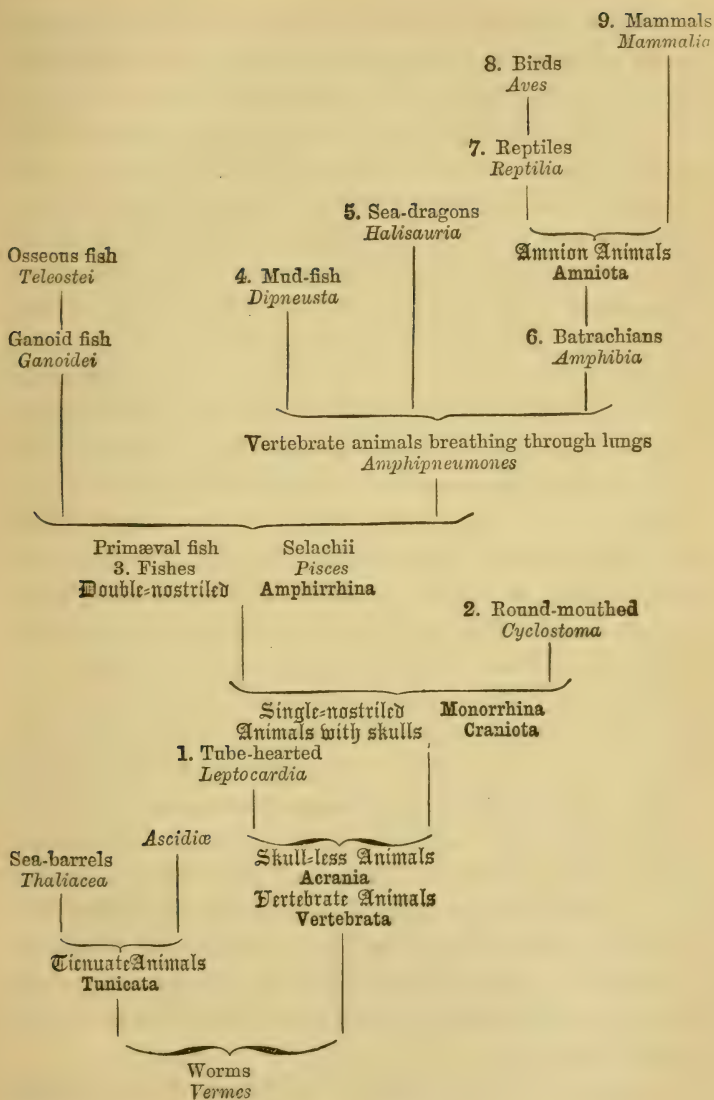 9. Mammals
Mammalia
8. Birds
Aves
7. Reptiles
Reptilia
5. Sea-dragons
Halisauria
Amnion Animals
Amniota
Osseous fish
Teleostei
4. Mud-fish
Dipneusta
Ganoid fish
Ganoidei
6. Batrachians
Amphibia
Vertebrate animals breathing through lungs
Amphipneumones
Primæval fish Selachii
3. Fishes Pisces
Double-nostriled Amphirrhina
2. Round-mouthed
Cyclostoma
Single-nostriled Monorrhina
Animals with skulls Craniota
1. Tube-hearted
Leptocardia
Ascidiæ
Sea-barrels
Thaliacea
Skull-less Animals
Acrania
Vertebrate Animals
Vertebrata
TicnuateAnimals
Tunicata
Worms
Vermes